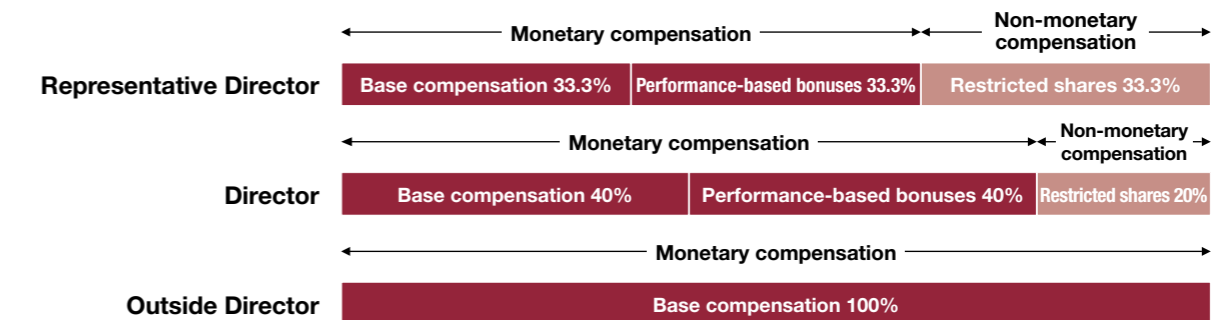 Monetary compensation
Non-monetary
compensation
Representative Director
Base compensation 33.3%
Performance-based bonuses 33.3%
Restricted shares 33.3%
Monetary compensation
Non-monetary
compensation
Director
Base compensation 40%
Performance-based bonuses 40%
Restricted shares 20%
Monetary compensation
Outside Director
Base compensation 100%